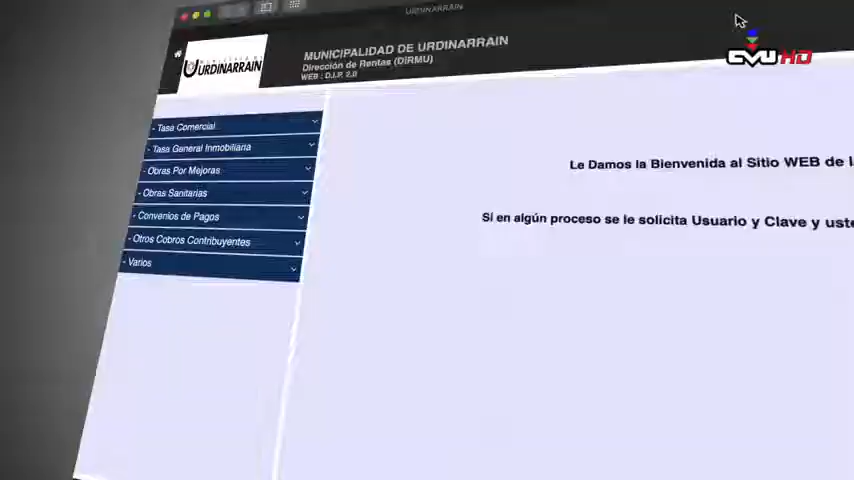 URDINARRAIN
MUNICIPALIDAD DE URDINARRAIN
Dirección de Rentas (DIRMU)
WEB : D.I.P. 2.0
URDINARRAIN
CVU HD
- Tasa Comercial
- Tasa General Inmobiliaria
- Obras Por Mejoras
- Obras Sanitarias
- Convenios de Pagos
- Otros Cobros Contribuyentes
- Varios
Le Damos la Bienvenida al Sitio WEB de
Si en algún proceso se le solicita Usuario y Clave y uste